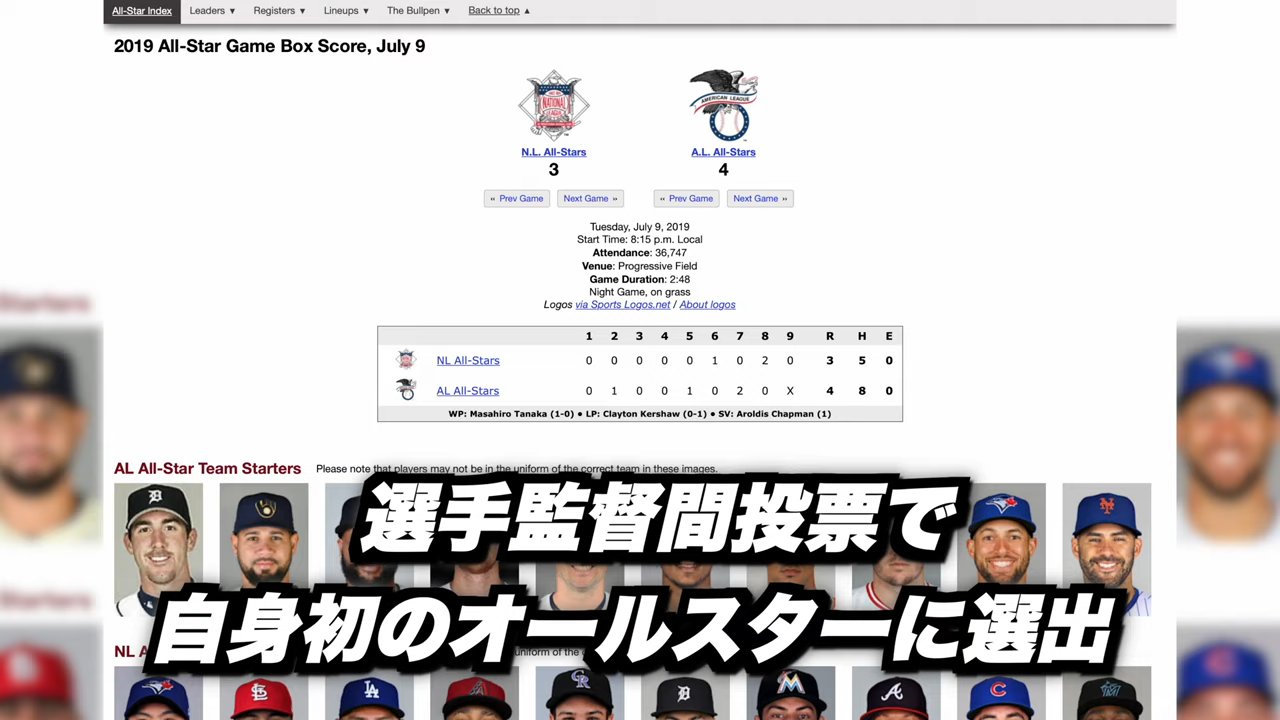 All-Star Index Leaders ▼ Registers ▼ Lineups ▼ The Bullpen ▼ Back to top ▲
2019 All-Star Game Box Score, July 9
NATIONAL AMERICAN LEAGUE
N.L. All-Stars A.L. All-Stars
3 4
« Prev Game Next Game » « Prev Game Next Game »
Tuesday, July 9, 2019
Start Time: 8:15 p.m. Local
Attendance: 36,747
Venue: Progressive Field
Game Duration: 2:48
Night Game, on grass
Logos via Sports Logos.net / About logos
1 2 3 4 5 6 7 8 9 R H E
NL All-Stars 0 0 0 0 0 1 0 2 0 3 5 0
AL All-Stars 0 1 0 0 1 0 2 0 X 4 8 0
WP: Masahiro Tanaka (1-0) ● LP: Clayton Kershaw (0-1) ● SV: Aroldis Chapman (1)
AL All-Star Team Starters Please note that players may not be in the uniform of the correct team in these images.
選手監督間投票で
自身初のオールスターに選出
NL